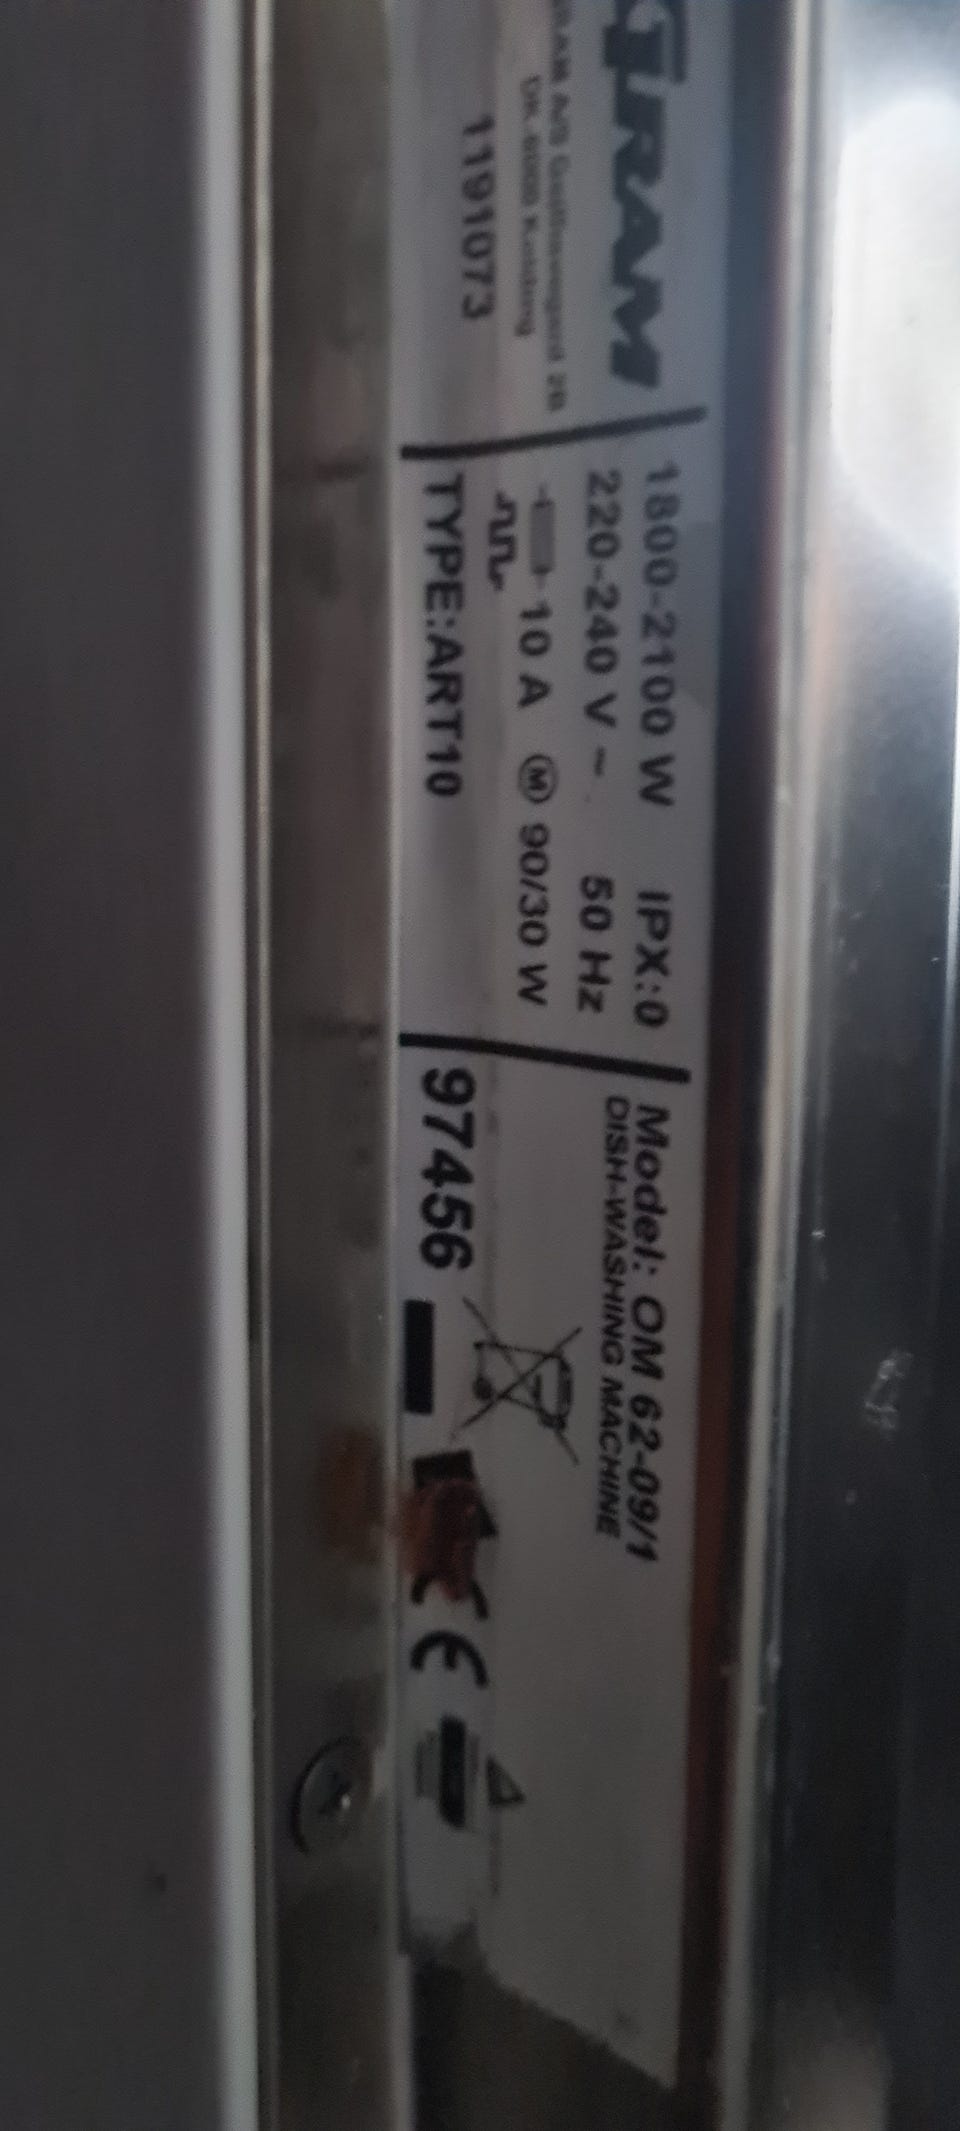 GRAM
GRAM A/S
DK-6000 Kolding
1191073
1800-2100 W IPX:0
220-240 V ~ 50 Hz
10 A M 90/30 W
TYPE:ART10
Model: OM 62-09/1
DISH-WASHING MACHINE
97456
CE